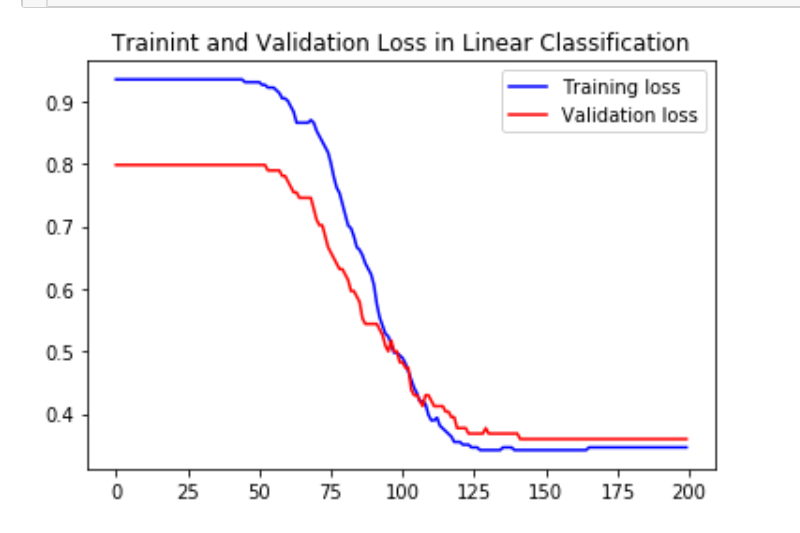 Trainint and Validation Loss in Linear Classification
Training loss
Validation loss
0.9
0.8
0.7
0.6
0.5
0.4
0 25 50 75 100 125 150 175 200